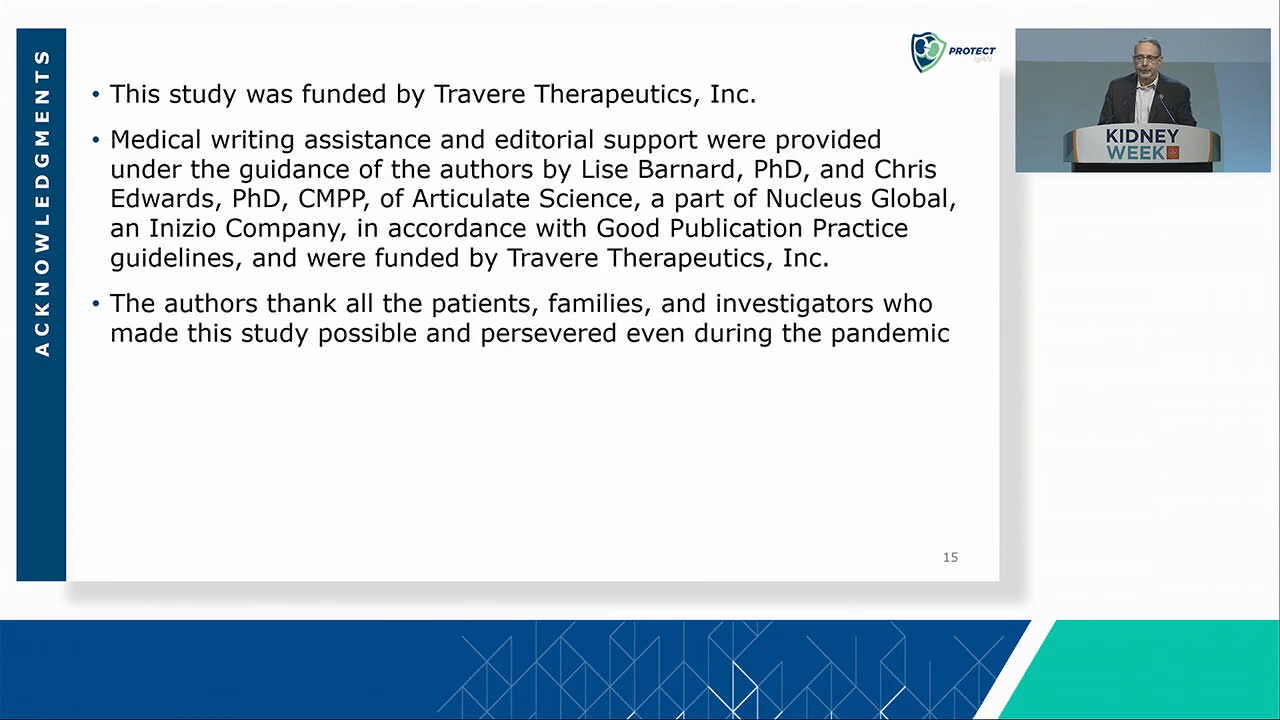 ACKNOWLEDGMENTS
PROTECT
IgAN
• This study was funded by Travere Therapeutics, Inc.
• Medical writing assistance and editorial support were provided
under the guidance of the authors by Lise Barnard, PhD, and Chris
Edwards, PhD, CMPP, of Articulate Science, a part of Nucleus Global,
an Inizio Company, in accordance with Good Publication Practice
guidelines, and were funded by Travere Therapeutics, Inc.
• The authors thank all the patients, families, and investigators who
made this study possible and persevered even during the pandemic
15
KIDNEY
WEEK